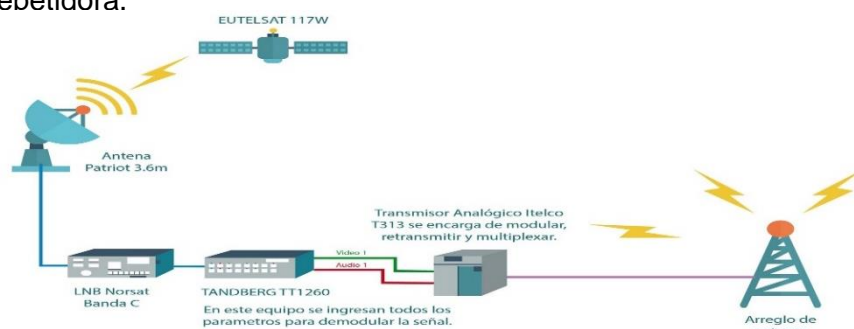 ebetidora.
EUTELSAT 117W
Antena
Patriot 3.6m
Transmisor Analógico Itelco
T313 se encarga de modular,
retransmitir y multiplexar.
Video 1
Audio 1
LNB Norsat
Banda C
TANDBERG TT1260
En este equipo se ingresan todos los
parametros para demodular la señal.
Arreglo de